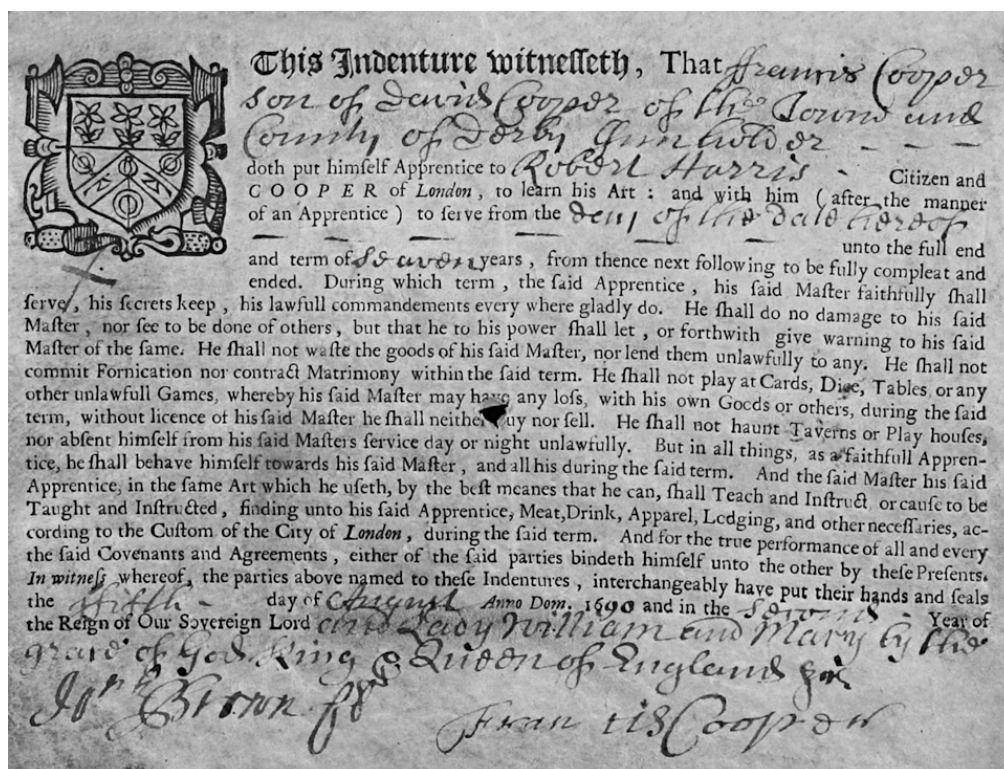 This Indenture witneſſeth, That ffrancis Cooper
son of David Cooper of the Towne and
County of Derby
doth put himſelf Apprentice to Robert Harris - Citizen and
COOPER of London, to learn his Art: and with him (after the manner
of an Apprentice) to ſerve from the Day of the date hereof
unto the full end
and term of Seaven years, from thence next following to be fully compleat and
ended. During which term, the ſaid Apprentice, his ſaid Maſter faithfully ſhall
ſerve, his ſecrets keep, his lawfull commandements every where gladly do. He ſhall do no damage to his ſaid
Maſter, nor ſee to be done of others, but that he to his power ſhall let, or forthwith give warning to his ſaid
Maſter of the ſame. He ſhall not waſte the goods of his ſaid Maſter, nor lend them unlawfully to any. He ſhall not
commit Fornication nor contract Matrimony within the ſaid term. He ſhall not play at Cards, Dice, Tables, or any
other unlawfull Games, whereby his ſaid Maſter may have any loſs, with his own Goods or others, during the ſaid
term, without licence of his ſaid Maſter he ſhall neither buy nor ſell. He ſhall not haunt Taverns or Play houſes,
nor abſent himſelf from his ſaid Maſters ſervice day or night unlawfully. But in all things, as a faithfull Appren-
tice, he ſhall behave himſelf towards his ſaid Maſter, and all his during the ſaid term. And the ſaid Maſter his ſaid
Apprentice, in the ſame Art which he uſeth, by the beſt meanes that he can, ſhall Teach and Inſtruct, or cauſe to be
Taught and Inſtructed, finding unto his ſaid Apprentice, Meat, Drink, Apparel, Lodging, and other neceſſaries, ac-
cording to the Cuſtom of the City of London, during the ſaid term. And for the true performance of all and every
the ſaid Covenants and Agreements, either of the ſaid parties bindeth himſelf unto the other by theſe Preſents.
In witneſs whereof, the parties above named to theſe Indentures, interchangeably have put their hands and ſeals
the ffifth - day of August Anno Dom. 1690 and in the Second Year of
the Reign of Our Sovereign Lord and Lady William and Mary by the
grace of God King & Queen of England
Brown
Francis Cooper